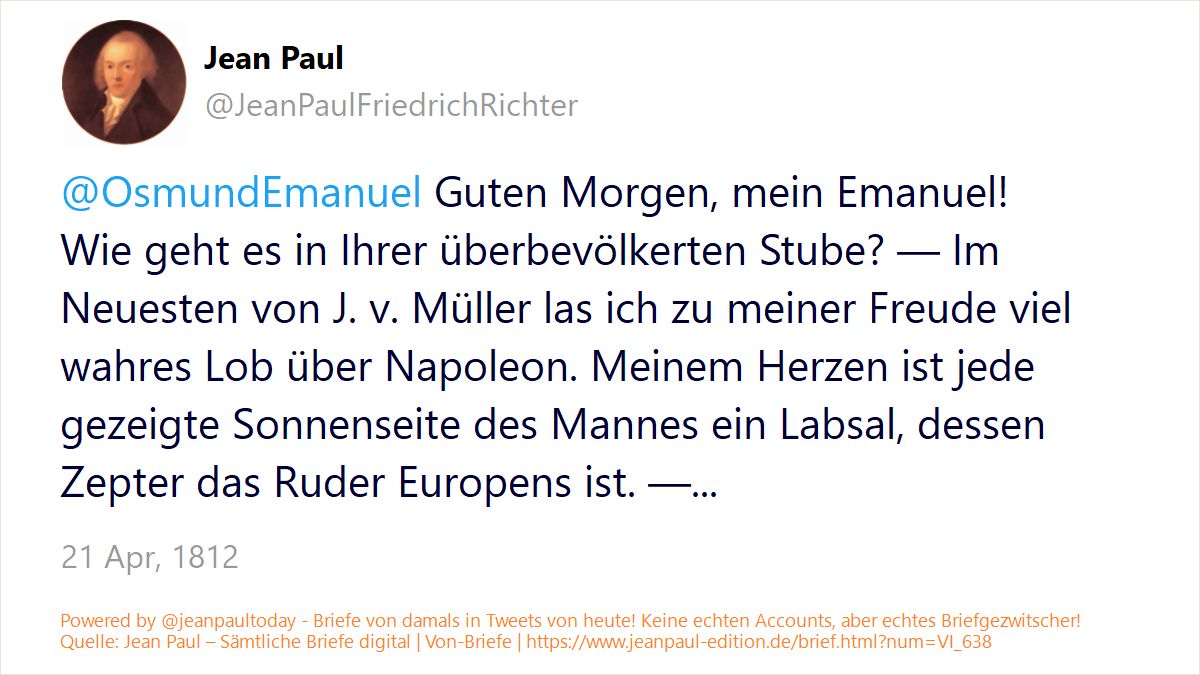 Jean Paul
@JeanPaulFriedrichRichter
@OsmundEmanuel Guten Morgen, mein Emanuel!
Wie geht es in Ihrer überbevölkerten Stube? — Im
Neuesten von J. v. Müller las ich zu meiner Freude viel
wahres Lob über Napoleon. Meinem Herzen ist jede
gezeigte Sonnenseite des Mannes ein Labsal, dessen
Zepter das Ruder Europens ist. —...
21 Apr, 1812
Powered by @jeanpaultoday - Briefe von damals in Tweets von heute! Keine echten Accounts, aber echtes Briefgezwitscher!
Quelle: Jean Paul – Sämtliche Briefe digital | Von-Briefe | https://www.jeanpaul-edition.de/brief.html?num=VI_638